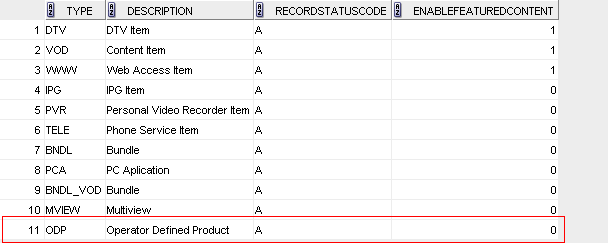 TYPE DESCRIPTION RECORDSTATUSCODE ENABLEFEATUREDCONTENT
1 DTV DTV Item A 1
2 VOD Content Item A 1
3 WWW Web Access Item A 1
4 IPG IPG Item A 0
5 PVR Personal Video Recorder Item A 0
6 TELE Phone Service Item A 0
7 BNDL Bundle A 0
8 PCA PC Aplication A 0
9 BNDL_VOD Bundle A 0
10 MVIEW Multiview A 0
11 ODP Operator Defined Product A 0